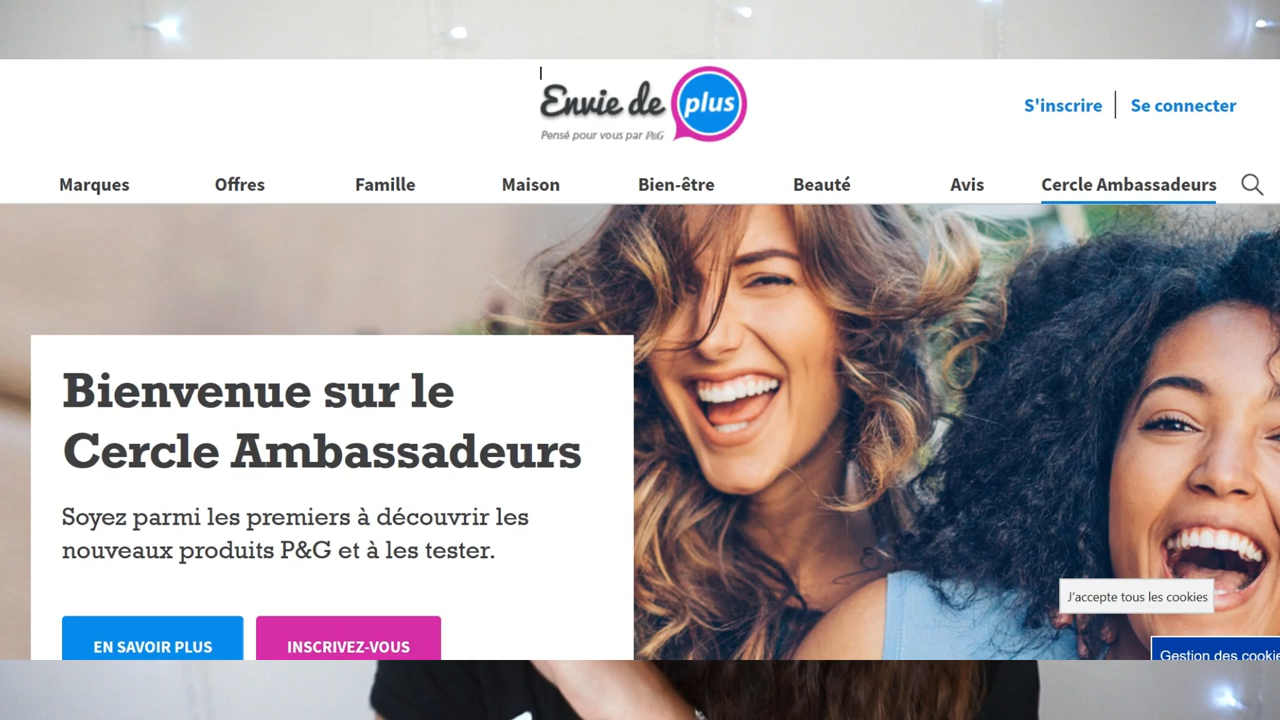 Envie de plus
Pensé pour vous par P&G
S'inscrire | Se connecter
Marques Offres Famille Maison Bien-être Beauté Avis Cercle Ambassadeurs
Bienvenue sur le
Cercle Ambassadeurs
Soyez parmi les premiers à découvrir les
nouveaux produits P&G et à les tester.
J'accepte tous les cookies
EN SAVOIR PLUS INSCRIVEZ-VOUS
Gestion des cookie